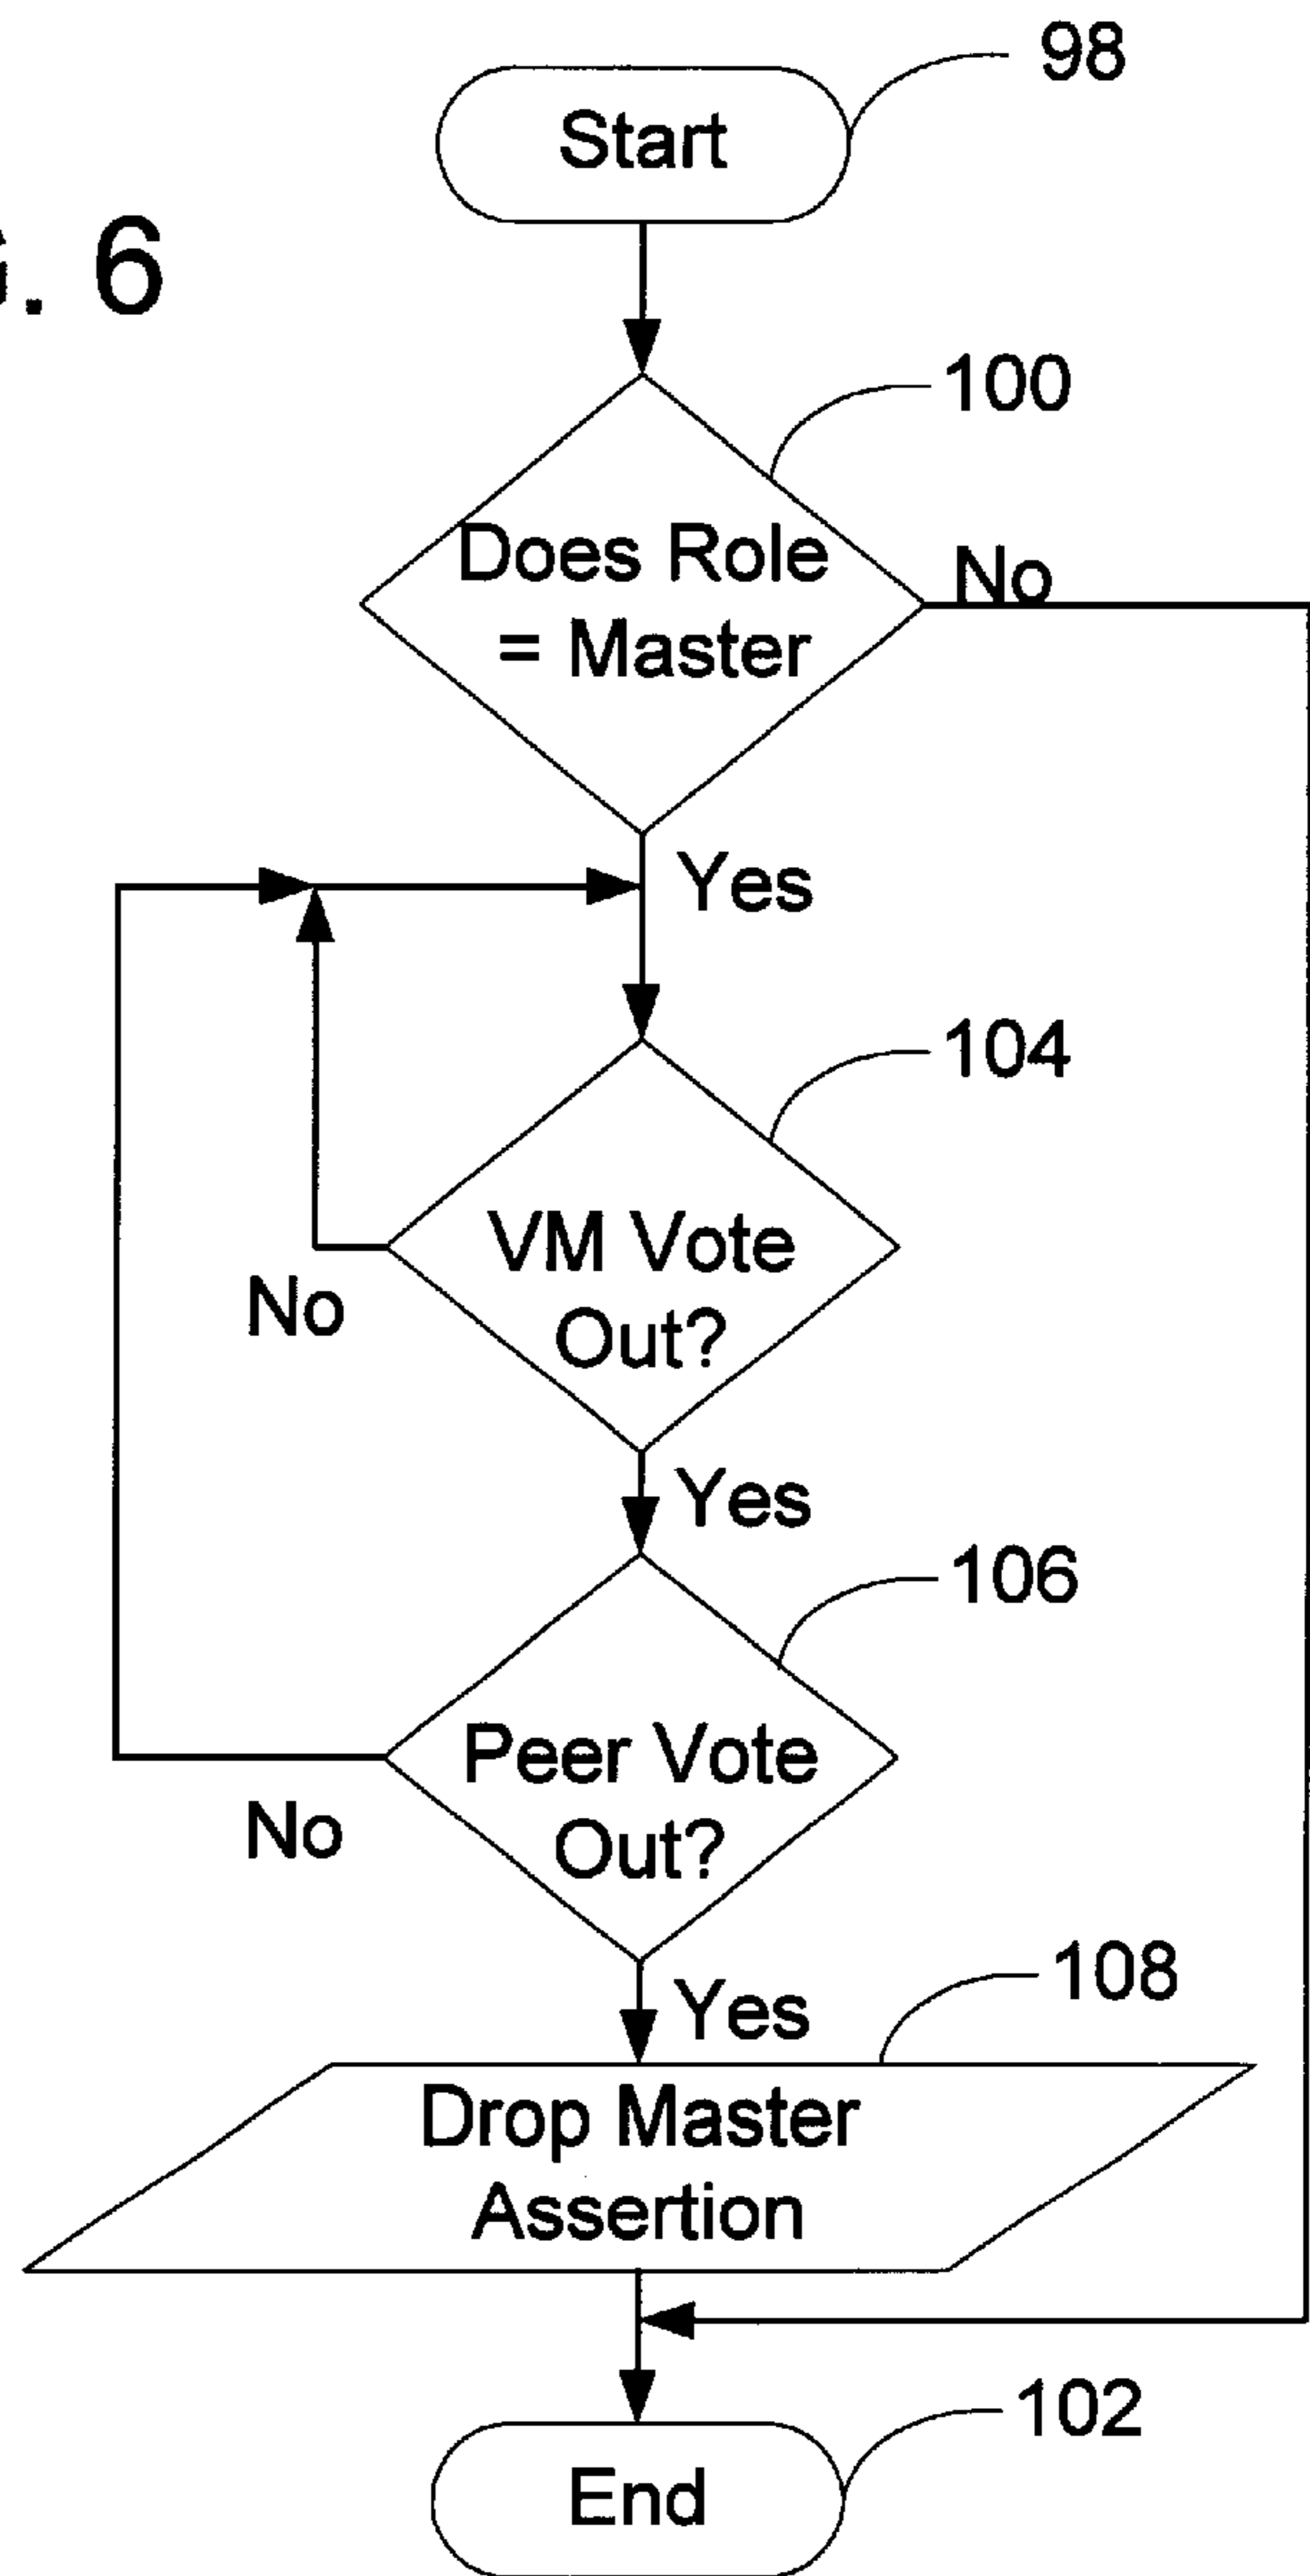 98
Start
. 6
100
Does Role
= Master
No
Yes
104
VM Vote
Out?
No
Yes
106
Peer Vote
Out?
No
Yes
108
Drop Master
Assertion
102
End